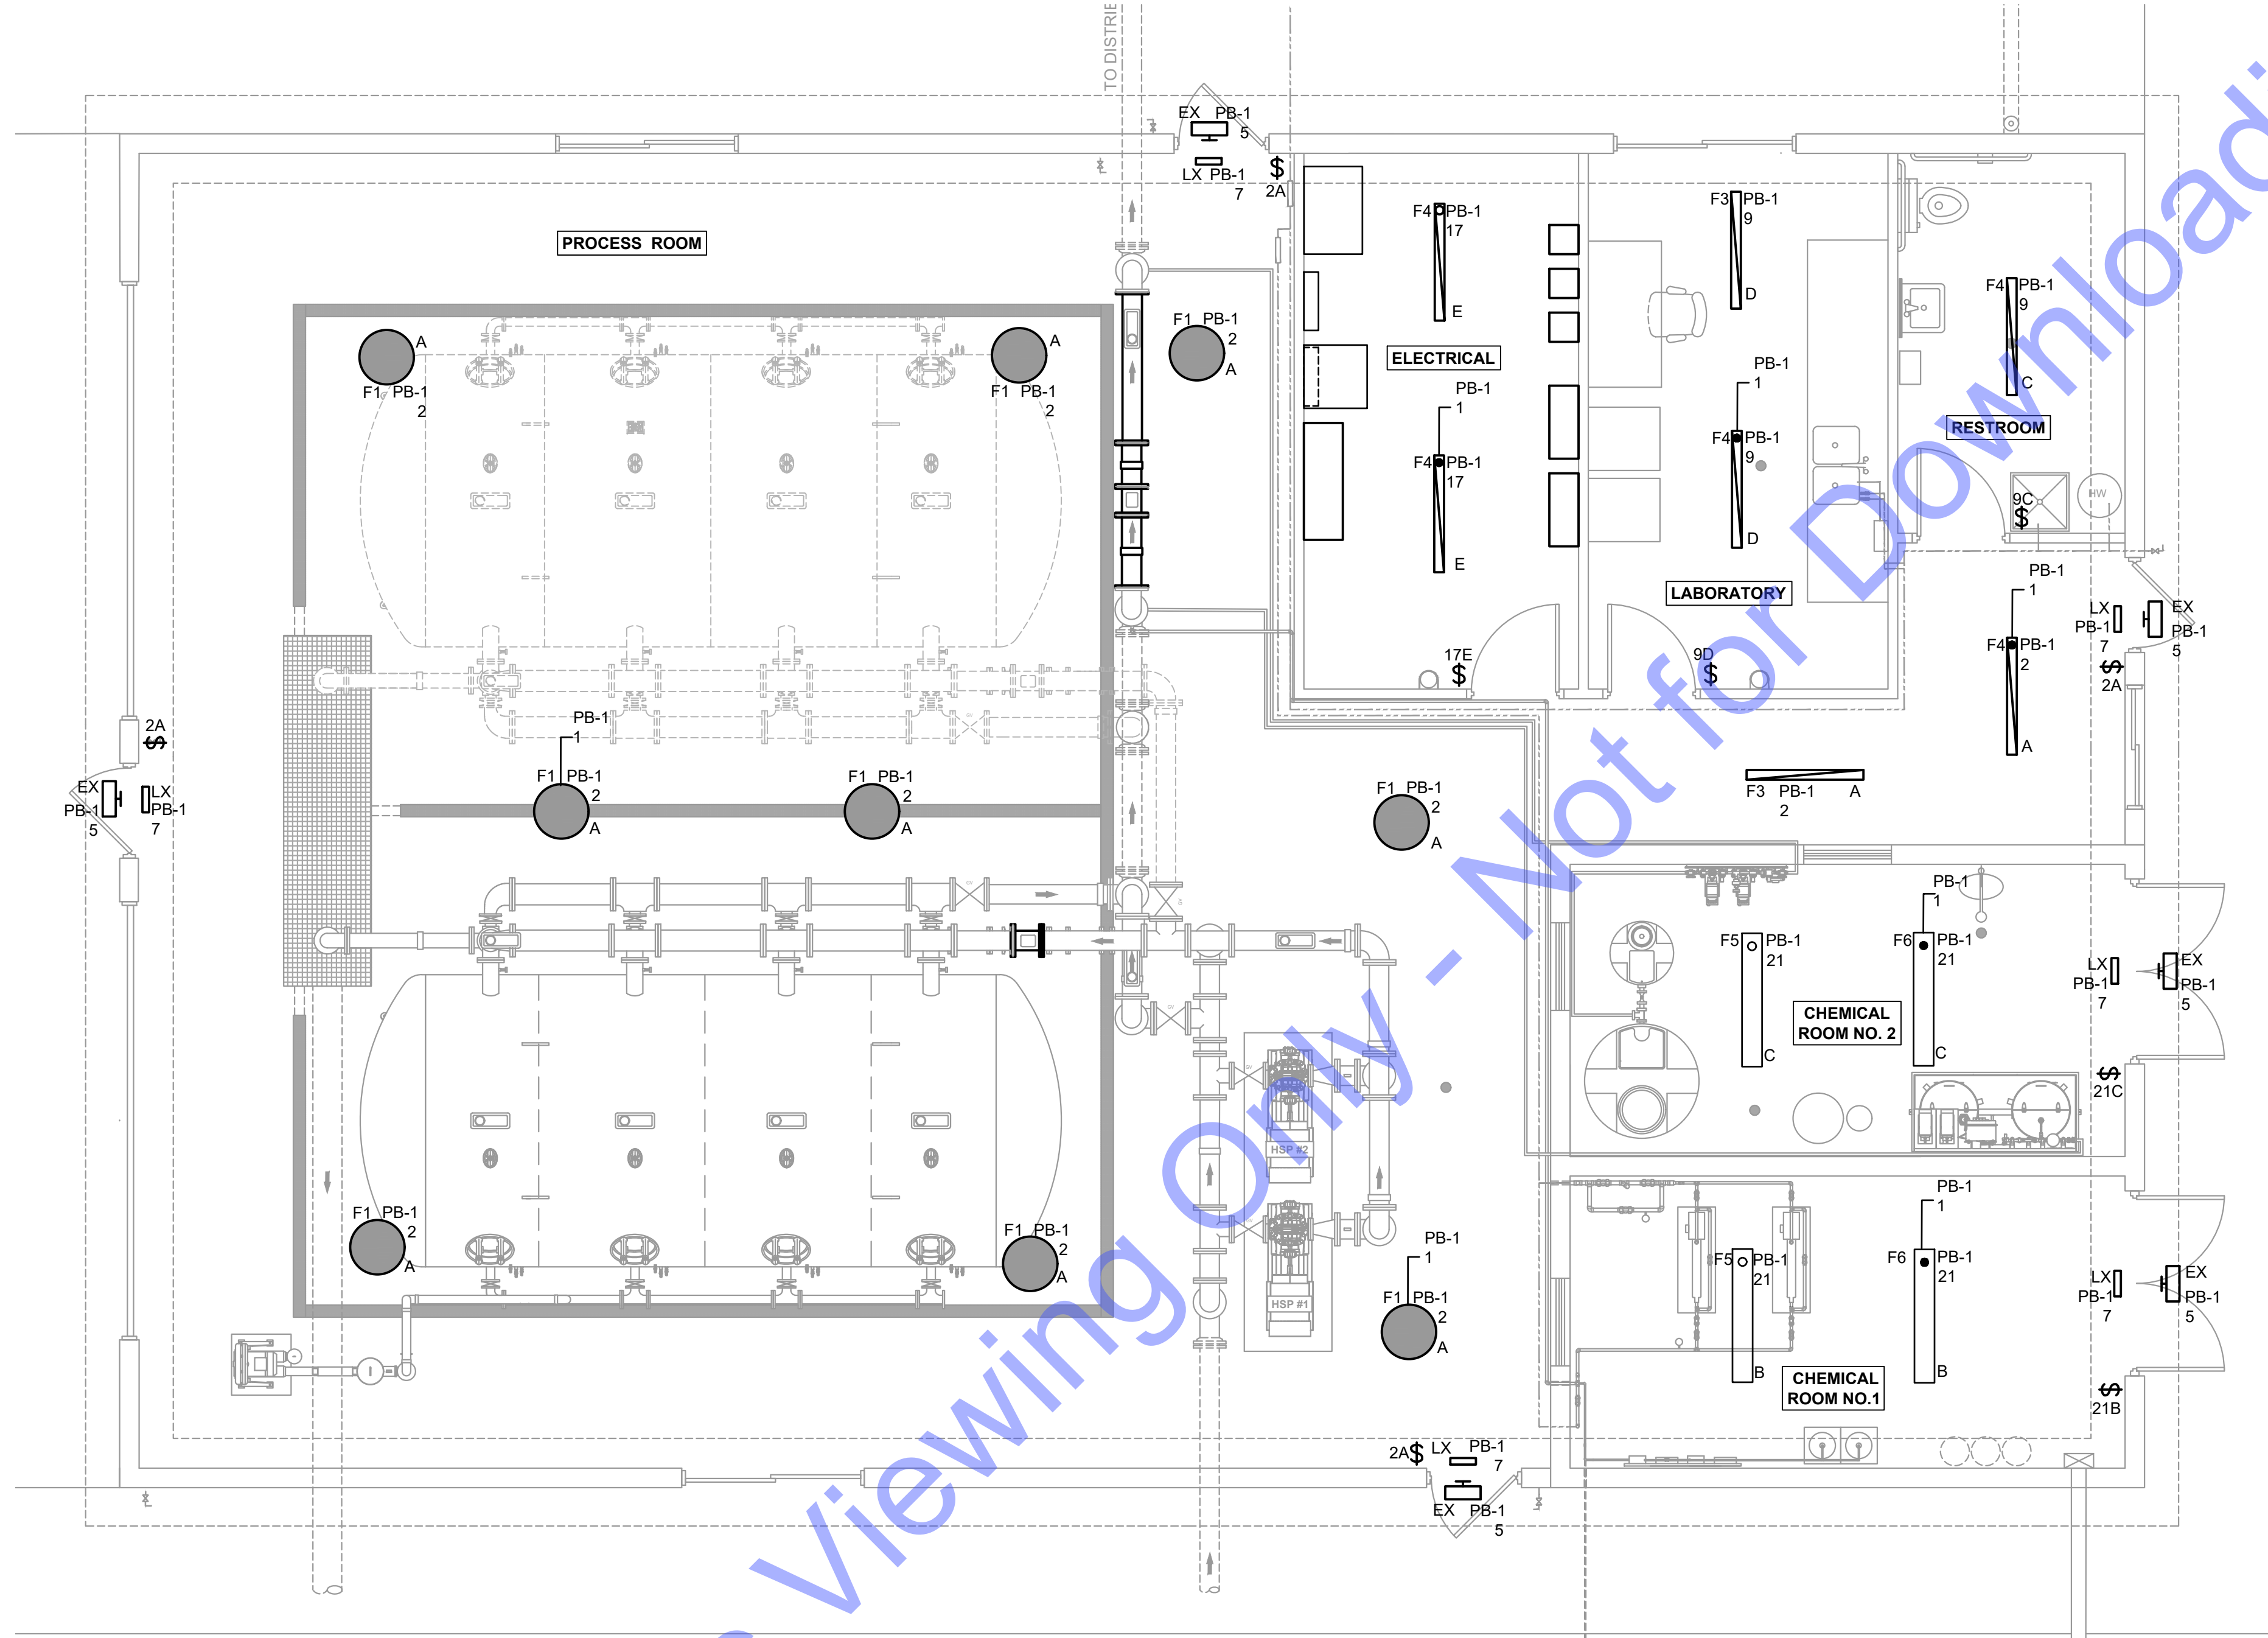 TO DISTRIB
EX PB-1
5
LX PB-1
7
$
2A
PROCESS ROOM
F4 PB-1
17
E
F3 PB-1
9
D
F4 PB-1
9
C
A
F1 PB-1
2
A
F1 PB-1
2
F1 PB-1
2
A
ELECTRICAL
PB-1
1
F4 PB-1
17
E
PB-1
1
F4 PB-1
9
D
RESTROOM
HW
9C
$
LABORATORY
PB-1
1
F4 PB-1
2
A
LX
PB-1
7
EX
PB-1
5
$
2A
17E
$
9D
$
2A
$
EX
PB-1
5
LX
PB-1
7
PB-1
1
F1 PB-1
2
A
F1 PB-1
2
A
F1 PB-1
2
A
F3 PB-1 A
2
GV
GV
GV
GV
PB-1
1
F5 PB-1
21
C
F6 PB-1
21
C
LX
PB-1
7
EX
PB-1
5
CHEMICAL
ROOM NO. 2
$
21C
GV
HSP #2
F1 PB-1
2
A
F1 PB-1
2
A
GV
HSP #1
PB-1
1
F1 PB-1
2
A
PB-1
1
F5 PB-1
21
B
F6 PB-1
21
B
LX
PB-1
7
EX
PB-1
5
CHEMICAL
ROOM NO.1
$
21B
2A$ LX PB-1
7
EX PB-1
5
Viewing Only - Not for Downloadi